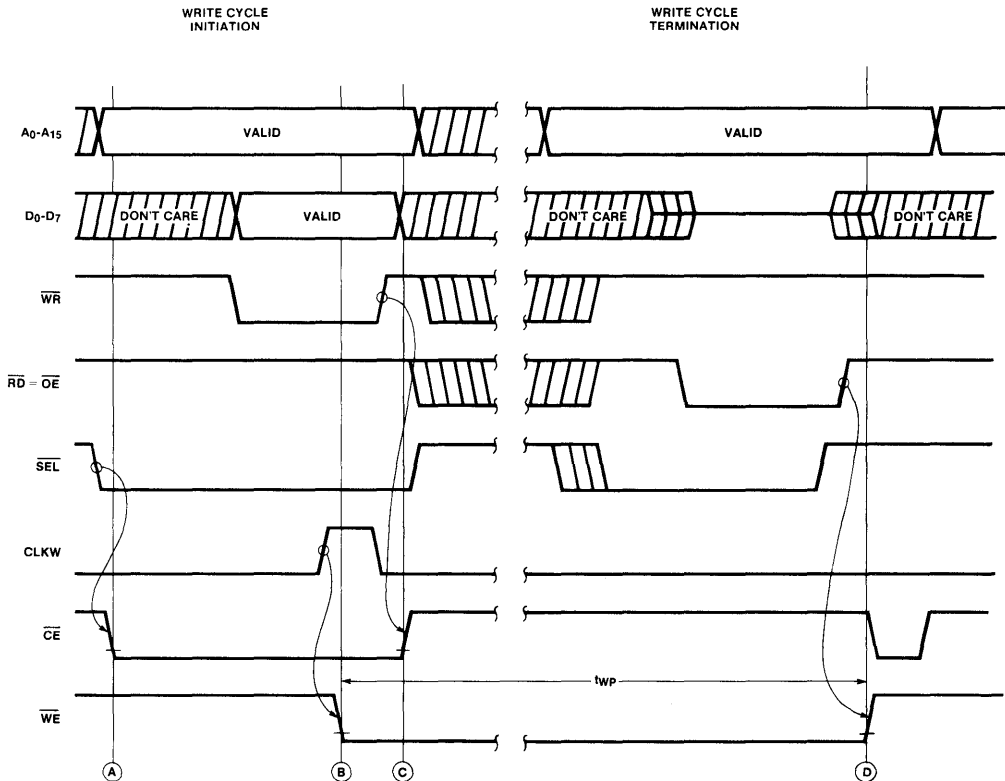 WRITE CYCLE
INITIATION
WRITE CYCLE
TERMINATION
A0-A15
VALID
VALID
D0-D7
DON'T CARE
VALID
DON'T CARE
DON'T CARE
WR
RD = OE
SEL
CLKW
CE
tWP
WE
A
B
C
D